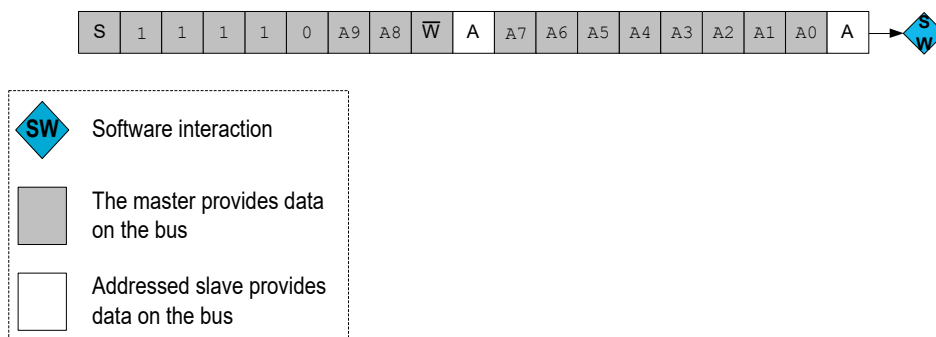 S 1 1 1 1 0 A9 A8 W̅ A A7 A6 A5 A4 A3 A2 A1 A0 A S W
SW Software interaction
The master provides data
on the bus
Addressed slave provides
data on the bus